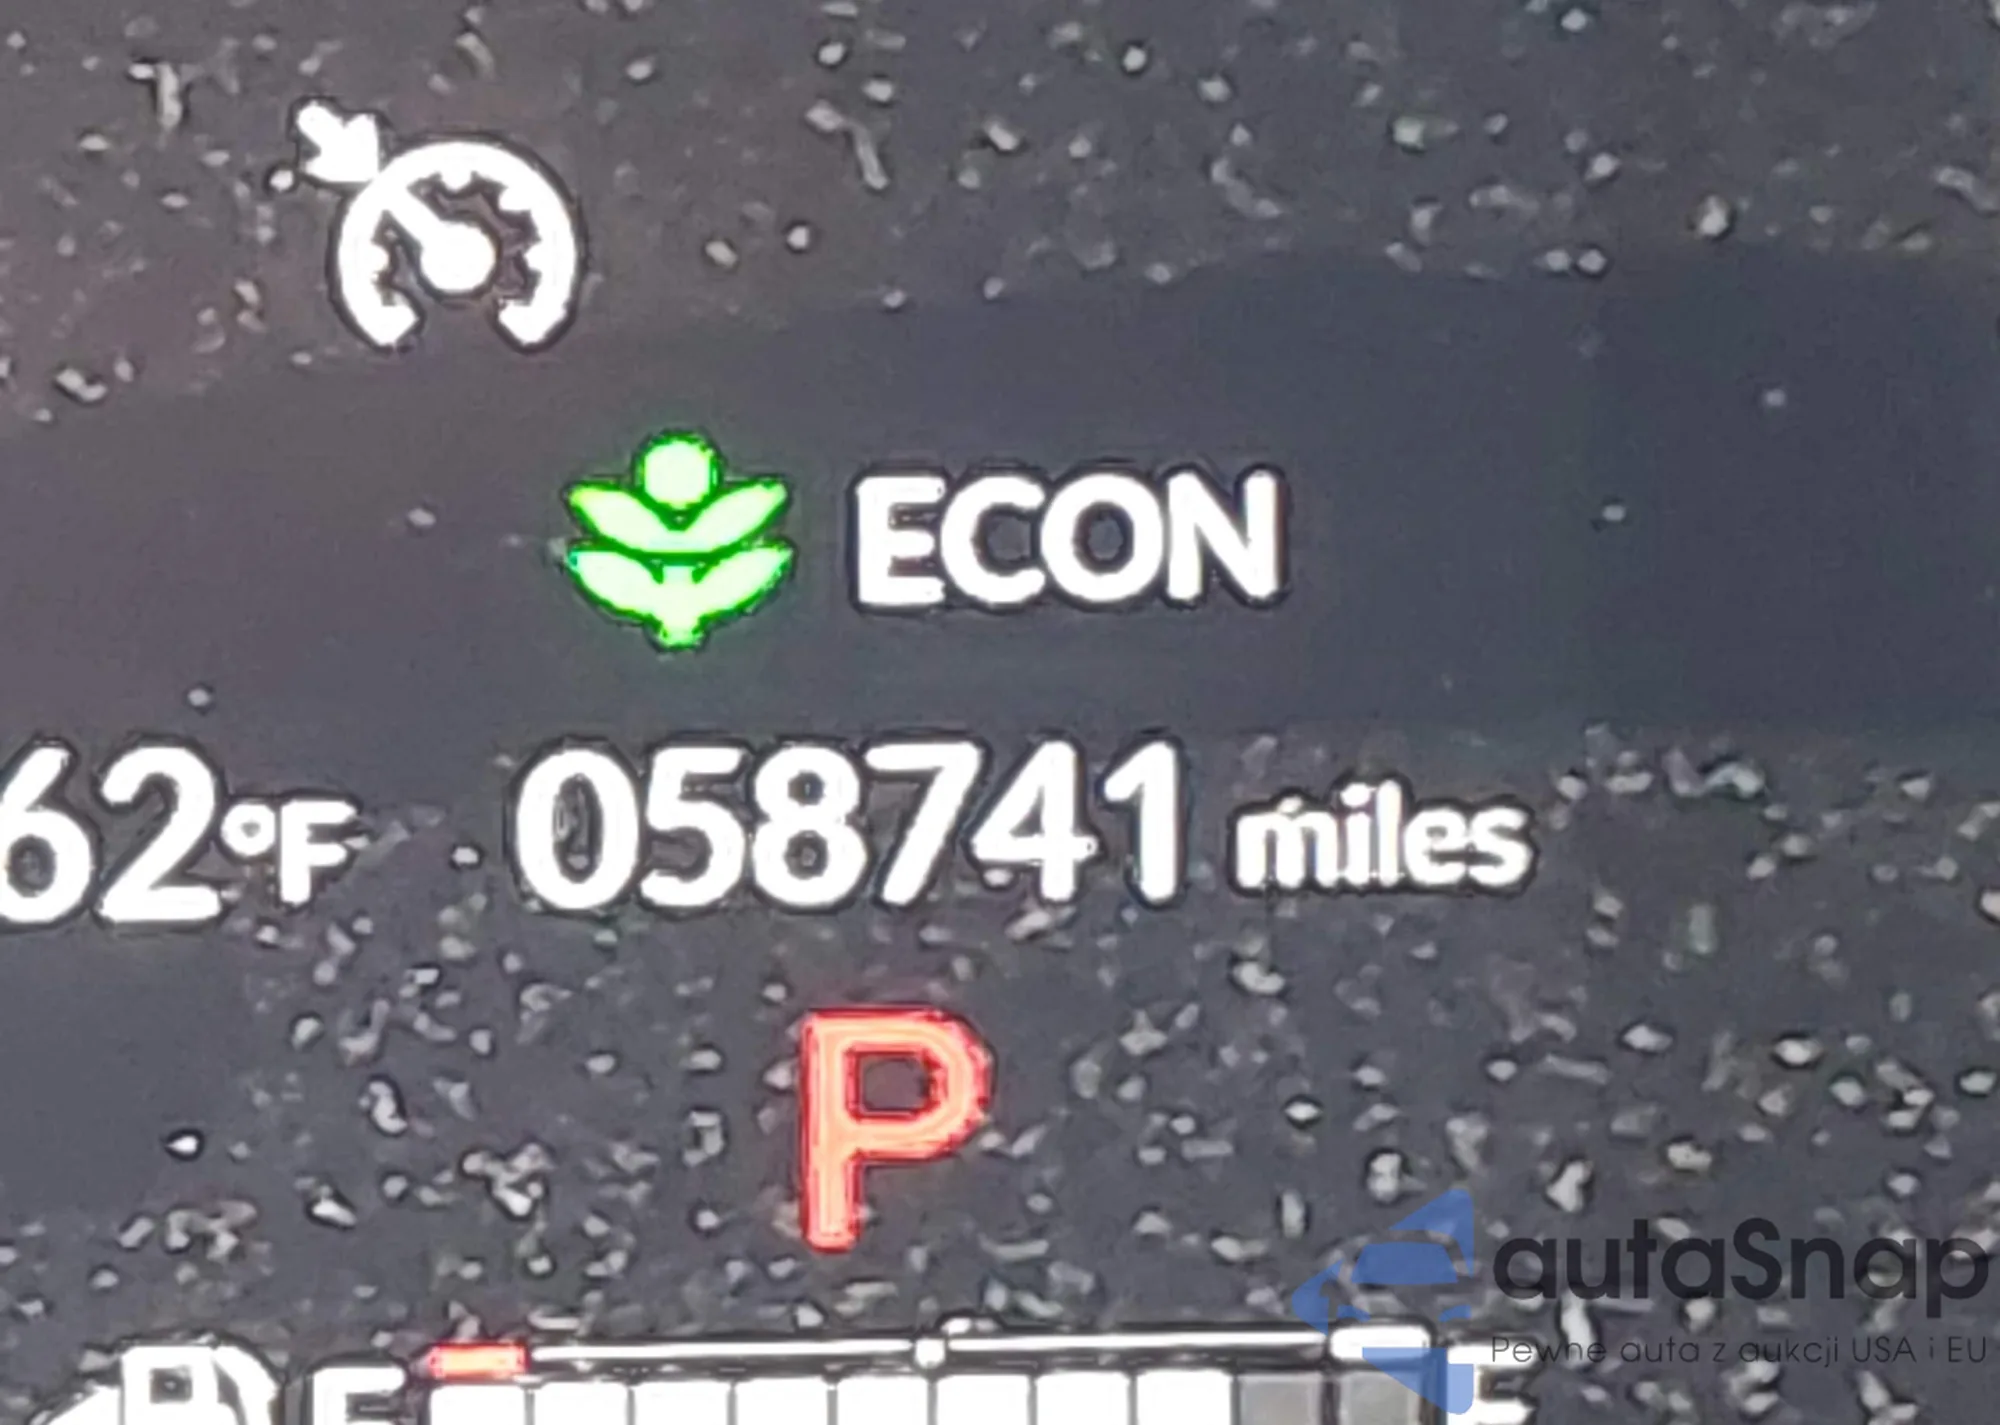 ECON
62°F 058741 miles
P
autaSnap
Pewne auta z aukcji USA i EU
E F